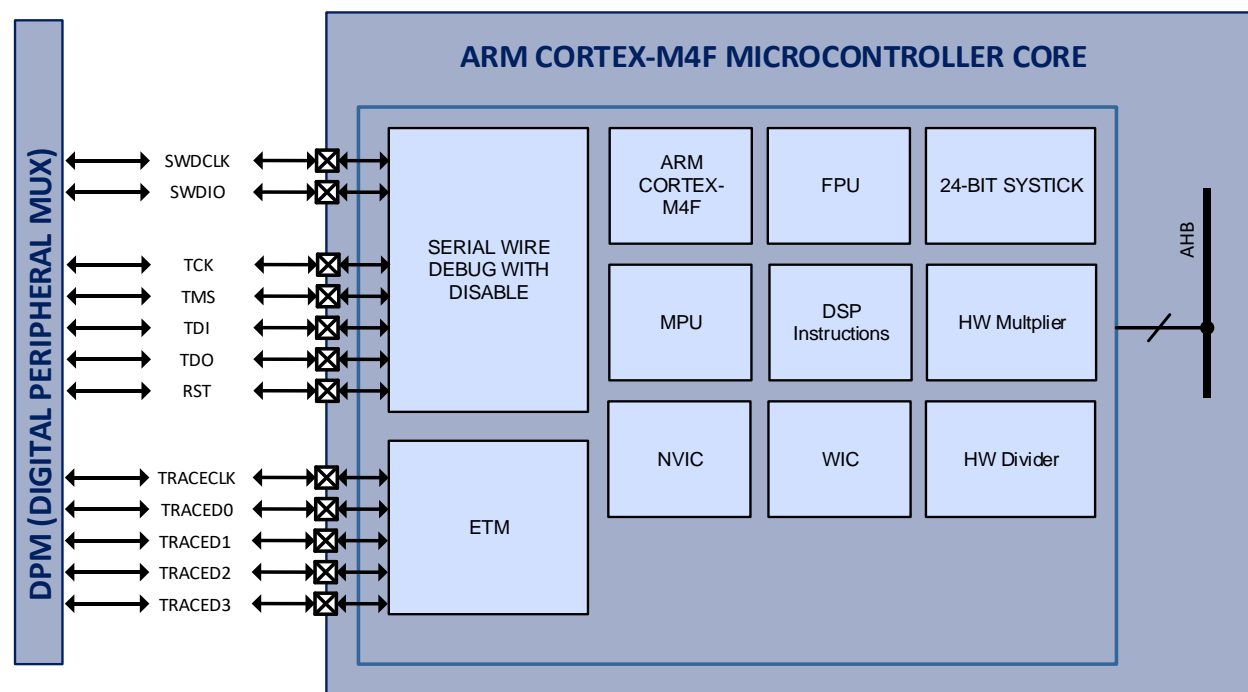 DPM (DIGITAL PERIPHERAL MUX)
ARM CORTEX-M4F MICROCONTROLLER CORE
SWDCLK
SWDIO
TCK
TMS
TDI
TDO
RST
TRACECLK
TRACED0
TRACED1
TRACED2
TRACED3
SERIAL WIRE
DEBUG WITH
DISABLE
ETM
ARM
CORTEX-
M4F
FPU
24-BIT SYSTICK
MPU
DSP
Instructions
HW Multplier
NVIC
WIC
HW Divider
AHB